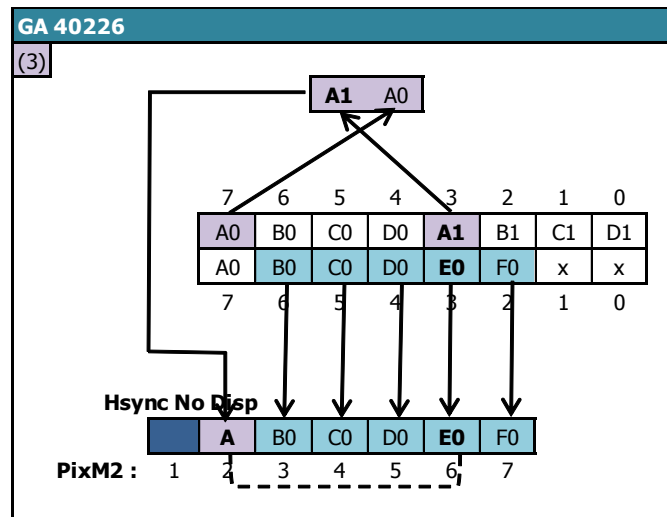 GA 40226
(3)
A1 A0
7 6 5 4 3 2 1 0
A0 B0 C0 D0 A1 B1 C1 D1
A0 B0 C0 D0 E0 F0 x x
7 6 5 4 3 2 1 0
Hsync No Disp
A B0 C0 D0 E0 F0
PixM2 : 1 2 3 4 5 6 7